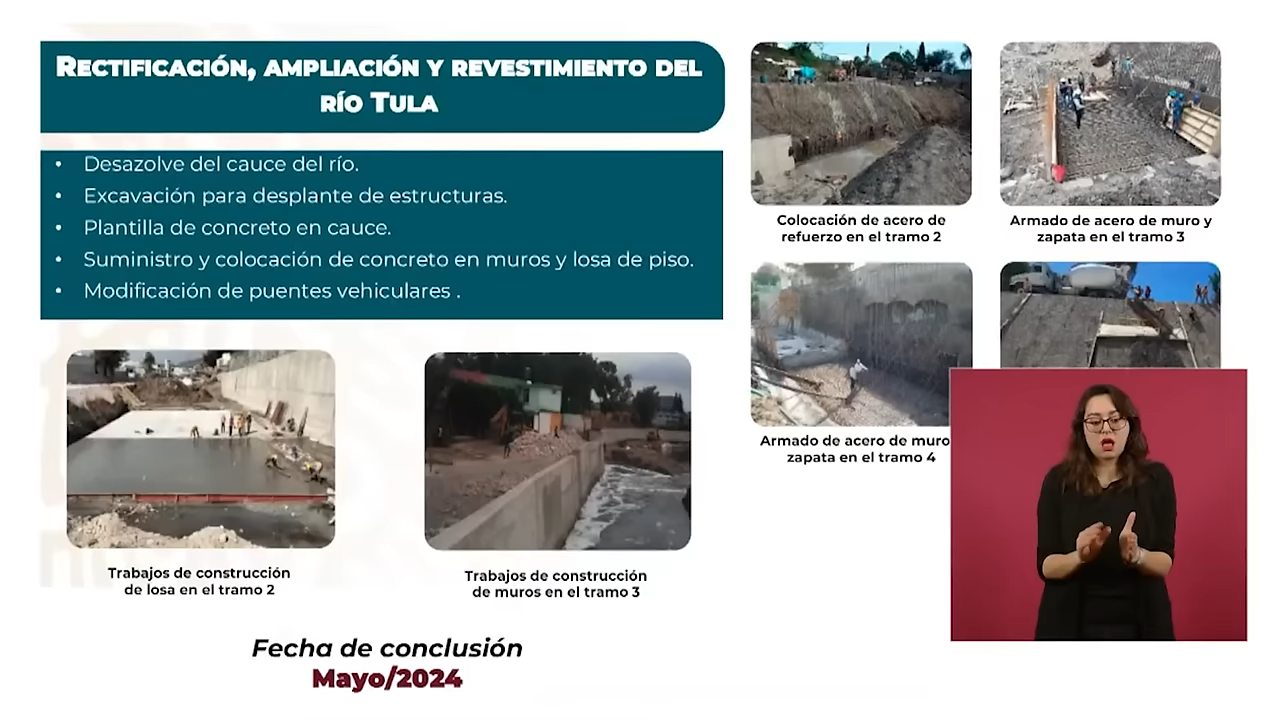 RECTIFICACIÓN, AMPLIACIÓN Y REVESTIMIENTO DEL
RÍO TULA
• Desazolve del cauce del río.
• Excavación para desplante de estructuras.
• Plantilla de concreto en cauce.
• Suministro y colocación de concreto en muros y losa de piso.
• Modificación de puentes vehiculares .
Colocación de acero de
refuerzo en el tramo 2
Armado de acero de muro y
zapata en el tramo 3
Armado de acero de muro
zapata en el tramo 4
Trabajos de construcción
de losa en el tramo 2
Trabajos de construcción
de muros en el tramo 3
Fecha de conclusión
Mayo/2024